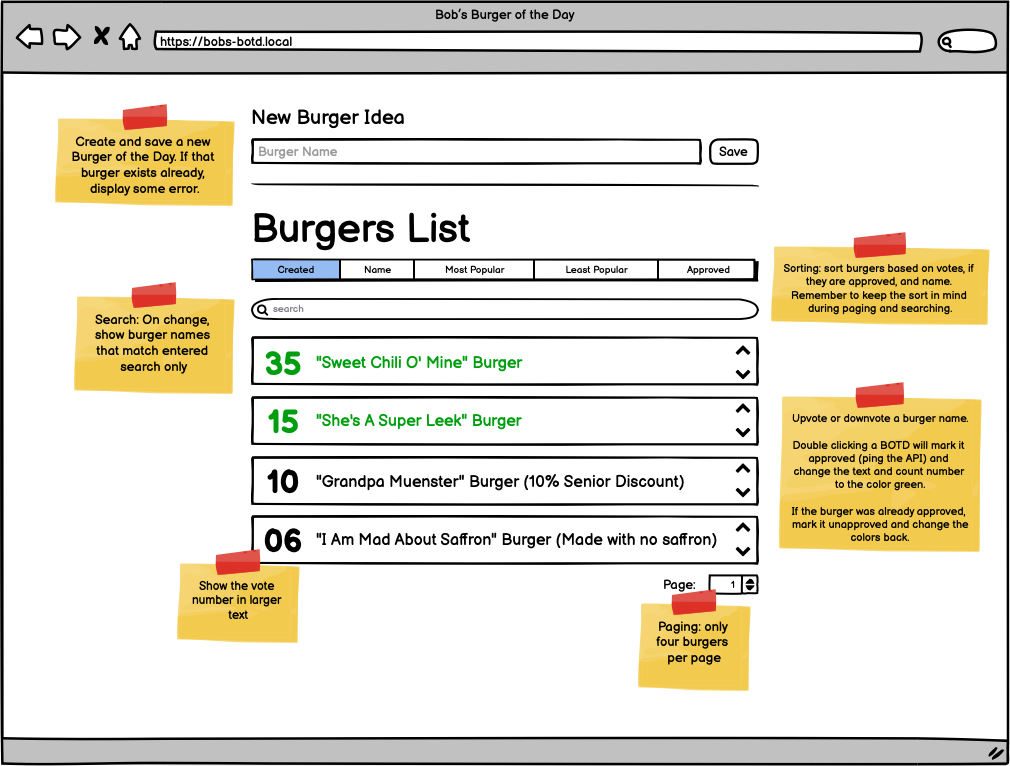 Bob's Burger of the Day
https://bobs-botd.local
New Burger Idea
Burger Name
Save
Create and save a new
Burger of the Day. If that
burger exists already,
display some error.
Burgers List
Created
Name
Most Popular
Least Popular
Approved
Sorting: sort burgers based on votes, if
they are approved, and name.
Remember to keep the sort in mind
during paging and searching.
search
Search: On change,
show burger names
that match entered
search only
35 "Sweet Chili O' Mine" Burger
15 "She's A Super Leek" Burger
10 "Grandpa Muenster" Burger (10% Senior Discount)
06 "I Am Mad About Saffron" Burger (Made with no saffron)
Upvote or downvote a burger name.
Double clicking a BOTD will mark it
approved (ping the API) and
change the text and count number
to the color green.
If the burger was already approved,
mark it unapproved and change the
colors back.
Show the vote
number in larger
text
Page: 1
Paging: only
four burgers
per page